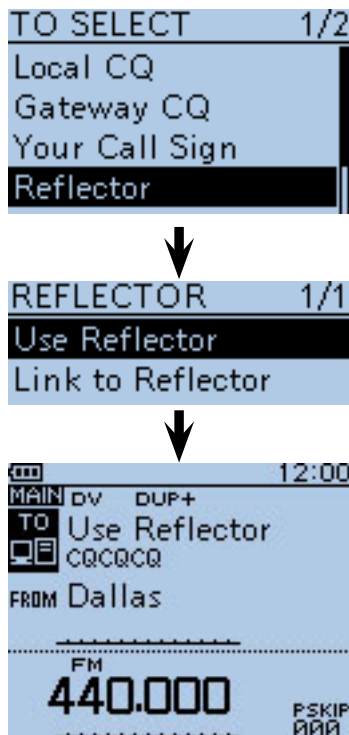 TO SELECT 1/2
Local CQ
Gateway CQ
Your Call Sign
Reflector
REFLECTOR 1/1
Use Reflector
Link to Reflector
12:00
MAIN DV DUP+
TO Use Reflector
CQCQCQ
FROM Dallas
FM
440.000 PSKIP
000